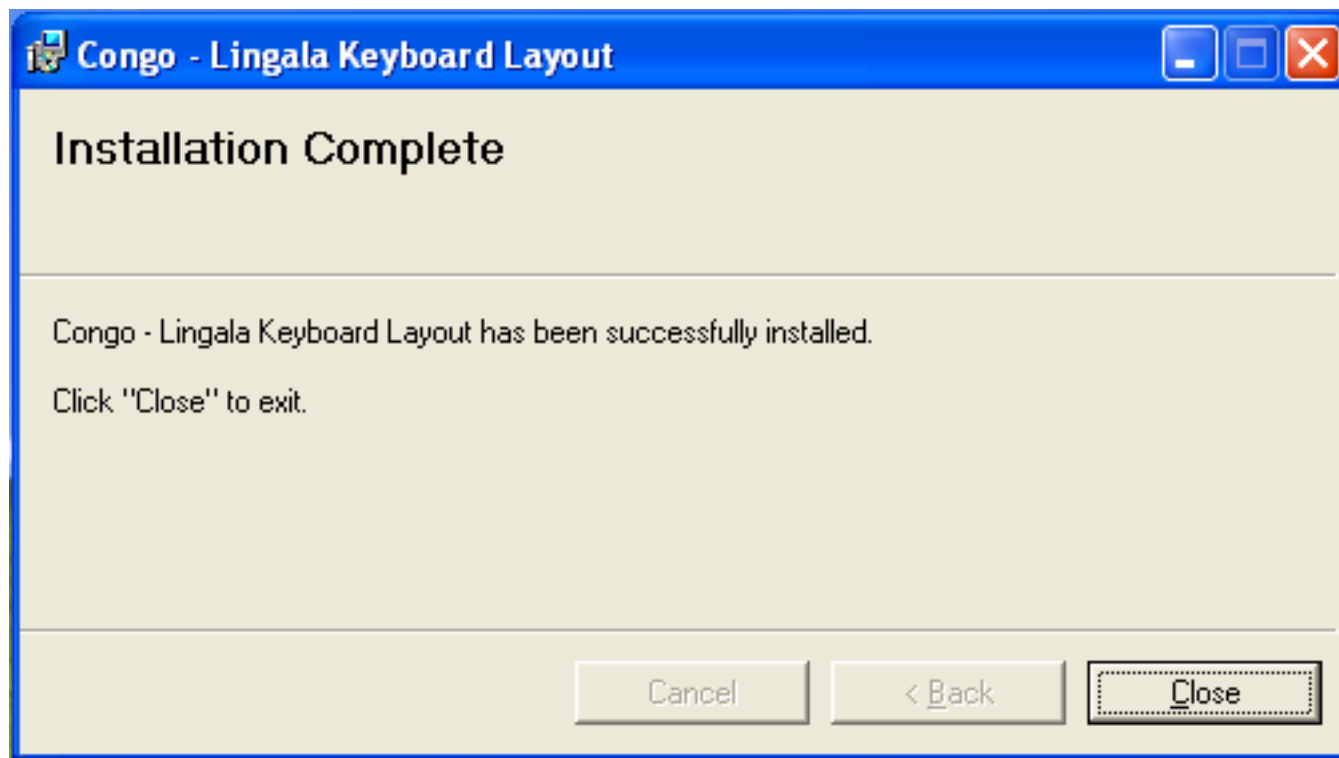 Congo - Lingala Keyboard Layout
Installation Complete
Congo - Lingala Keyboard Layout has been successfully installed.
Click "Close" to exit.
Cancel
< Back
Close